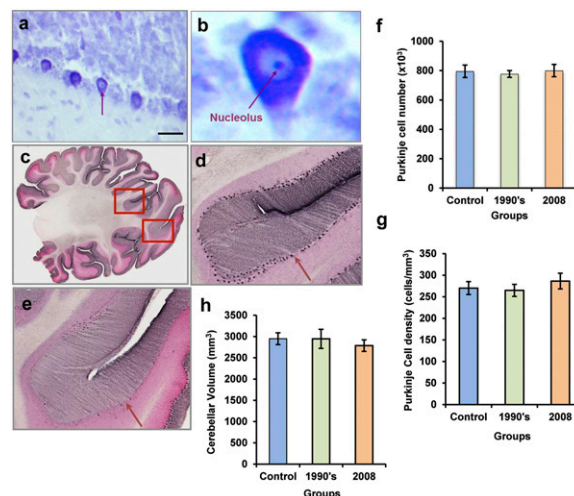 a
b
Nucleolus
c
d
e
f
Purkinje cell number (x10³)
1000
800
600
400
200
0
Control 1990's 2008
Groups
g
Purkinje Cell density (cells/mm³)
350
300
250
200
150
100
50
0
Control 1990's 2008
Groups
h
Cerebellar Volume (mm³)
3500
3000
2500
2000
1500
1000
500
0
Control 1990's 2008
Groups